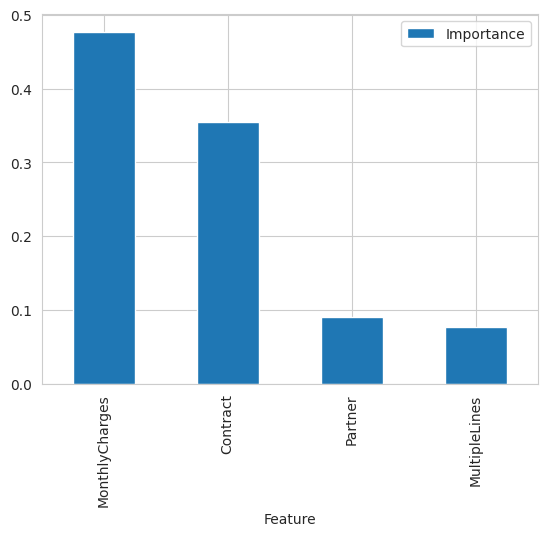 0.5
0.4
0.3
0.2
0.1
0.0
Importance
MonthlyCharges
Contract
Partner
MultipleLines
Feature